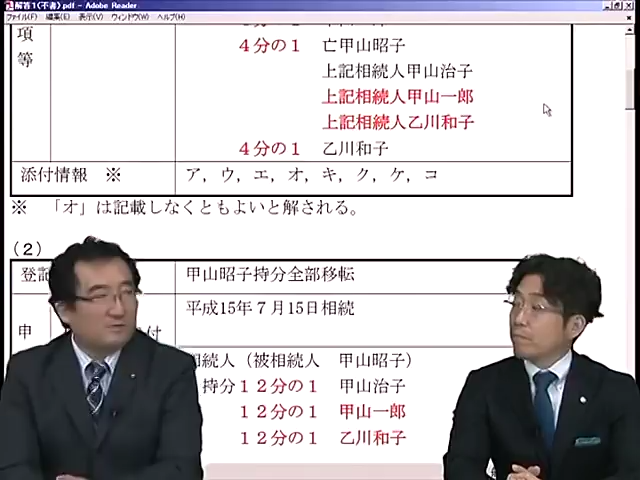 解答1(不書).pdf - Adobe Reader
ファイル(F) 編集(E) 表示(V) ウィンドウ(W) ヘルプ(H)
項
等
4分の1 亡甲山昭子
上記相続人甲山治子
上記相続人甲山一郎
上記相続人乙川和子
4分の1 乙川和子
添付情報 ※ ア，ウ，エ，オ，キ，ク，ケ，コ
※ 「オ」は記載しなくともよいと解される。
(2)
登記 甲山昭子持分全部移転
平成15年7月15日相続
申 付
相続人（被相続人 甲山昭子）
持分12分の1 甲山治子
12分の1 甲山一郎
12分の1 乙川和子